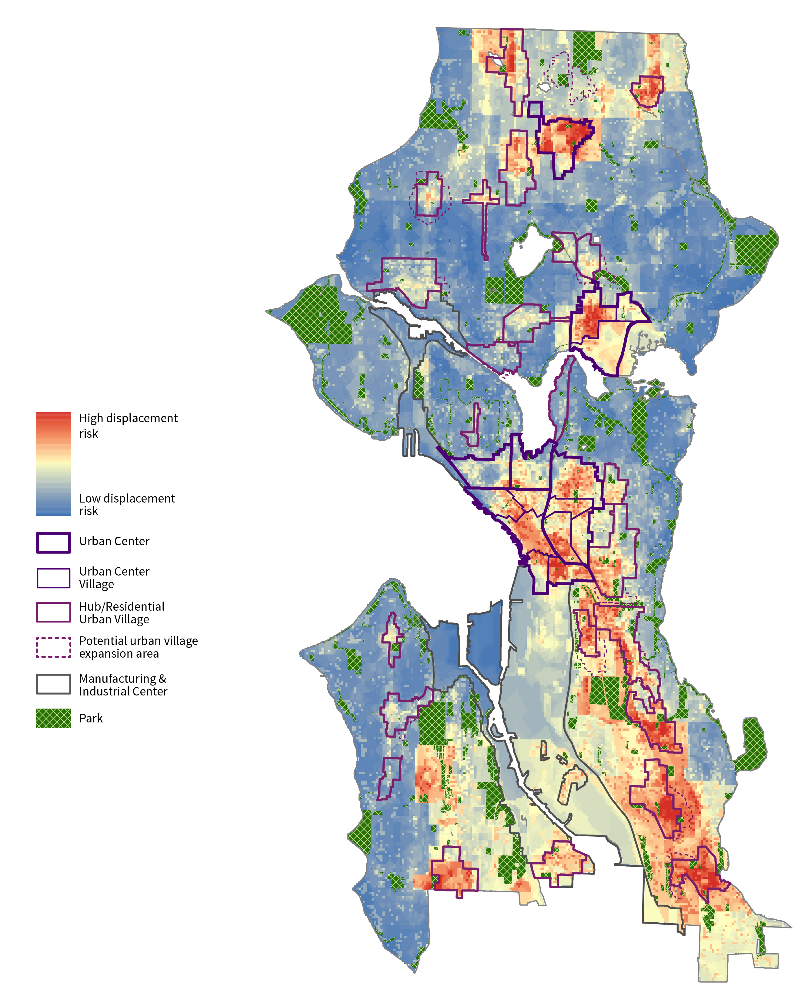 High displacement
risk
Low displacement
risk
Urban Center
Urban Center
Village
Hub/Residential
Urban Village
Potential urban village
expansion area
Manufacturing &
Industrial Center
Park